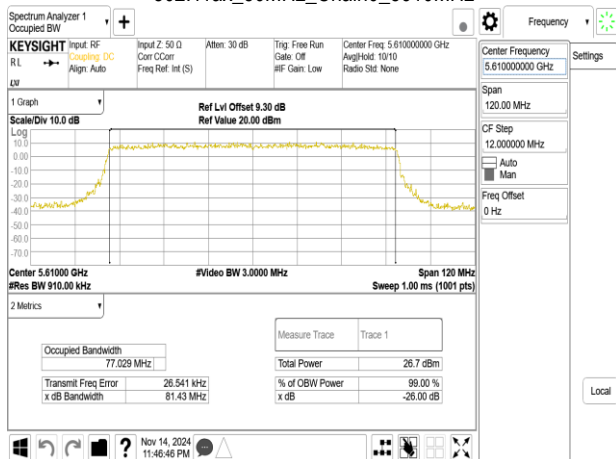 Spectrum Analyzer 1
Occupied BW
Frequency
KEYSIGHT
Input: RF
Coupling: DC
Align: Auto
Input Z: 50 Ω
Corr CCorr
Freq Ref: Int (S)
Atten: 30 dB
Trig: Free Run
Gate: Off
#IF Gain: Low
Center Freq: 5.610000000 GHz
Avg|Hold: 10/10
Radio Std: None
RL
LXI
Center Frequency
5.610000000 GHz
Settings
Span
120.00 MHz
CF Step
12.000000 MHz
Auto
Man
Freq Offset
0 Hz
Local
1 Graph
Scale/Div 10.0 dB
Ref Lvl Offset 9.30 dB
Ref Value 20.00 dBm
Log
10.0
0.00
-10.0
-20.0
-30.0
-40.0
-50.0
-60.0
-70.0
Center 5.61000 GHz
#Video BW 3.0000 MHz
Span 120 MHz
#Res BW 910.00 kHz
Sweep 1.00 ms (1001 pts)
2 Metrics
Measure Trace
Trace 1
Occupied Bandwidth
77.029 MHz
Total Power
26.7 dBm
Transmit Freq Error
26.541 kHz
% of OBW Power
99.00 %
x dB Bandwidth
81.43 MHz
x dB
-26.00 dB
Nov 14, 2024
11:46:46 PM